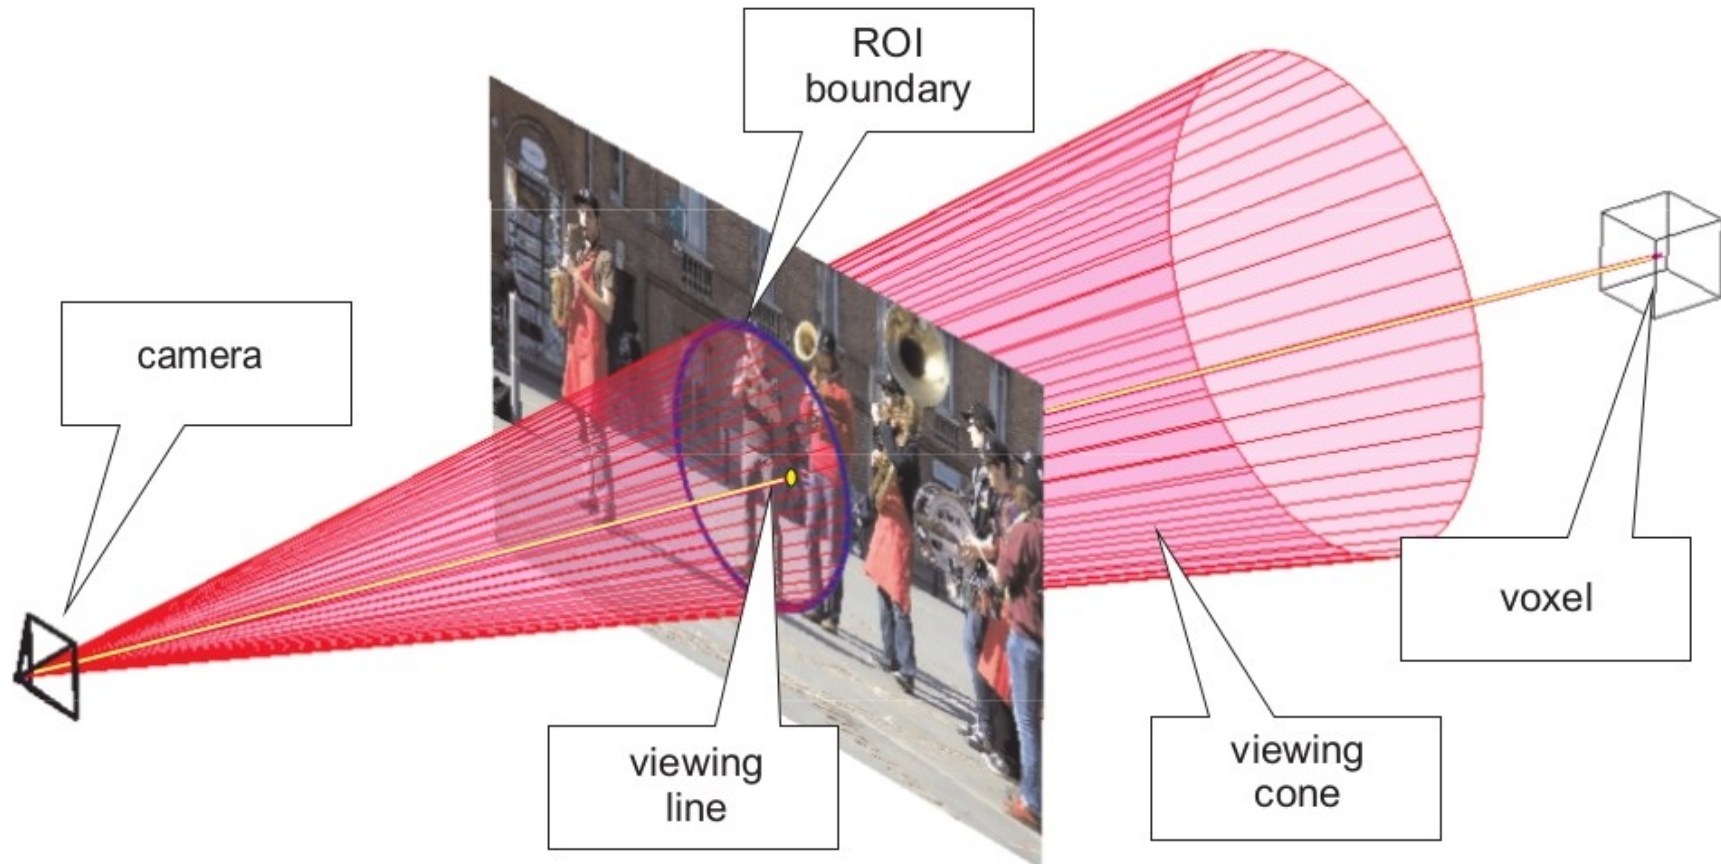 ROI
boundary
camera
voxel
viewing
line
viewing
cone